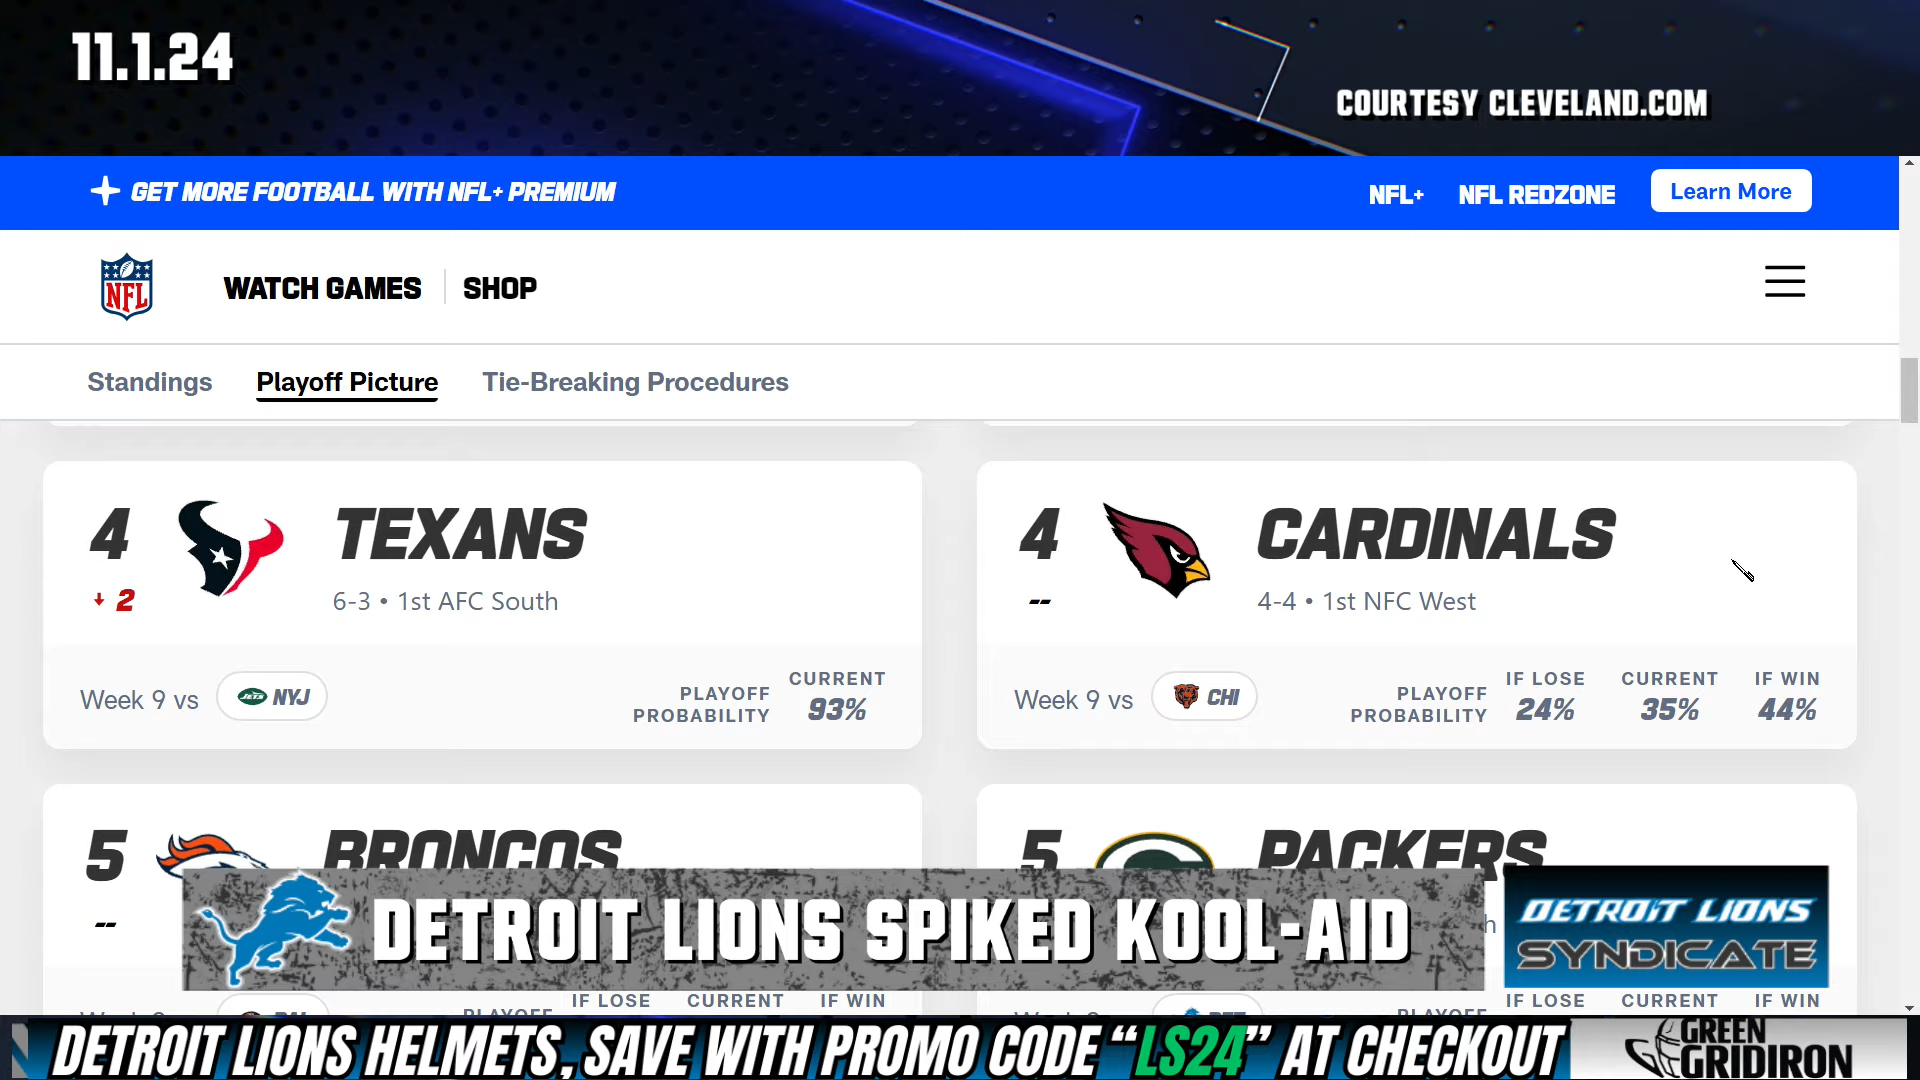 11.1.24
COURTESY CLEVELAND.COM
GET MORE FOOTBALL WITH NFL+ PREMIUM
NFL+ NFL REDZONE Learn More
NFL
WATCH GAMES SHOP
Standings Playoff Picture Tie-Breaking Procedures
4 TEXANS
2
6-3 • 1st AFC South
Week 9 vs JETS NYJ
PLAYOFF PROBABILITY
CURRENT
93%
4 CARDINALS
--
4-4 • 1st NFC West
Week 9 vs CHI
PLAYOFF PROBABILITY
IF LOSE CURRENT IF WIN
24% 35% 44%
5 BRONCOS
--
IF LOSE CURRENT IF WIN
5 PACKERS
IF LOSE CURRENT IF WIN
DETROIT LIONS SPIKED KOOL-AID
DETROIT LIONS
SYNDICATE
DETROIT LIONS HELMETS, SAVE WITH PROMO CODE “LS24” AT CHECKOUT
GREEN
GRIDIRON